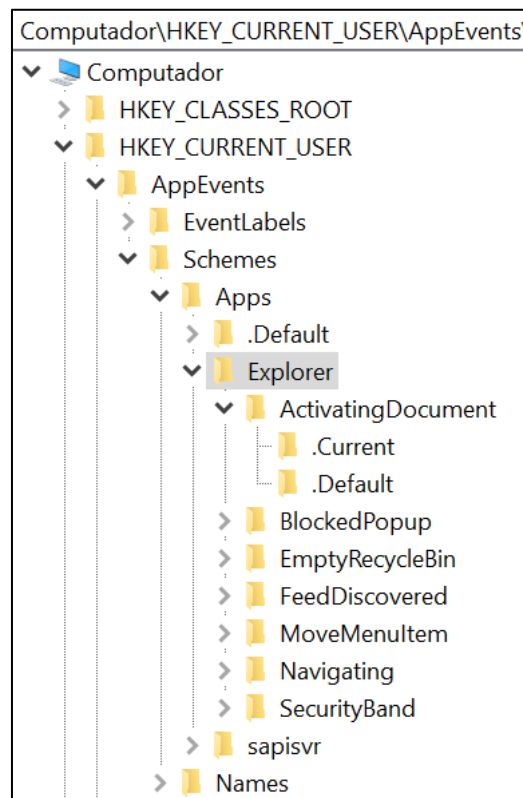 Computador\HKEY_CURRENT_USER\AppEvents\
Computador
HKEY_CLASSES_ROOT
HKEY_CURRENT_USER
AppEvents
EventLabels
Schemes
Apps
.Default
Explorer
ActivatingDocument
.Current
.Default
BlockedPopup
EmptyRecycleBin
FeedDiscovered
MoveMenuItem
Navigating
SecurityBand
sapisvr
Names